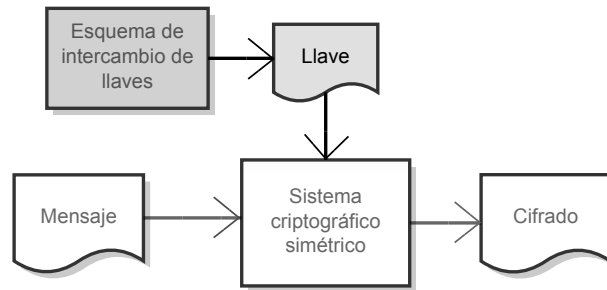 Esquema de
intercambio de
llaves
Llave
Mensaje
Sistema
criptográfico
simétrico
Cifrado